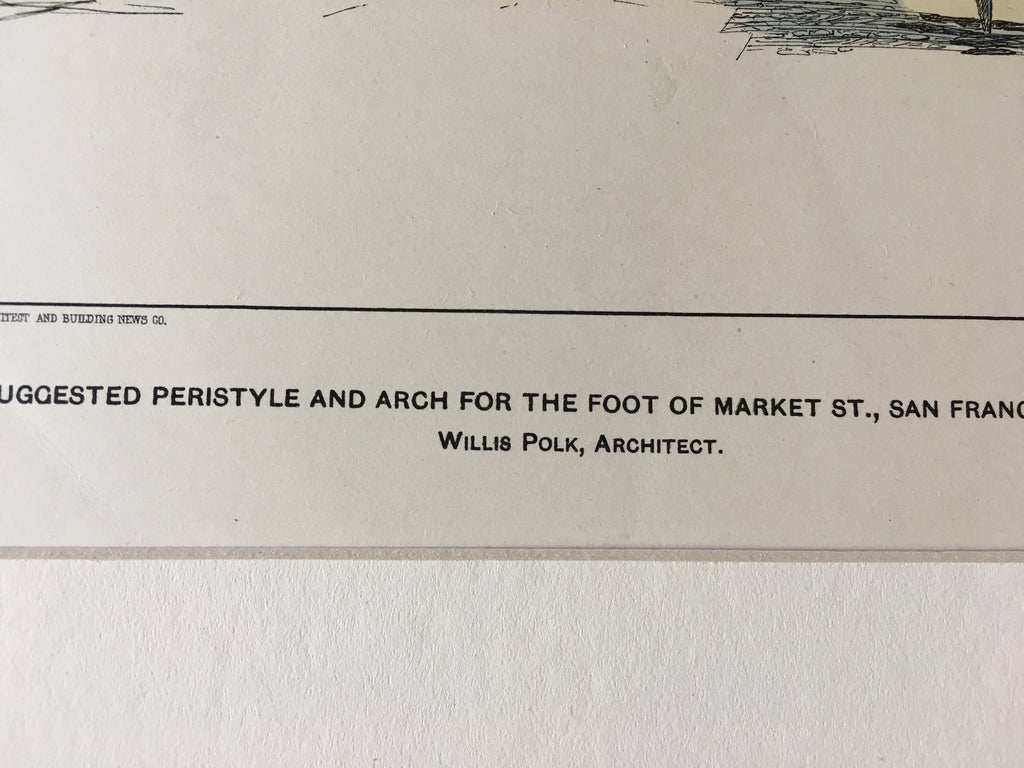 ITECT AND BUILDING NEWS CO.
UGGESTED PERISTYLE AND ARCH FOR THE FOOT OF MARKET ST., SAN FRANC
WILLIS POLK, ARCHITECT.